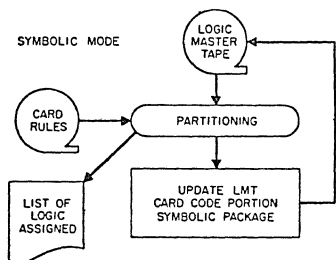 SYMBOLIC MODE
LOGIC
MASTER
TAPE
CARD
RULES
PARTITIONING
LIST OF
LOGIC
ASSIGNED
UPDATE LMT
CARD CODE PORTION
SYMBOLIC PACKAGE